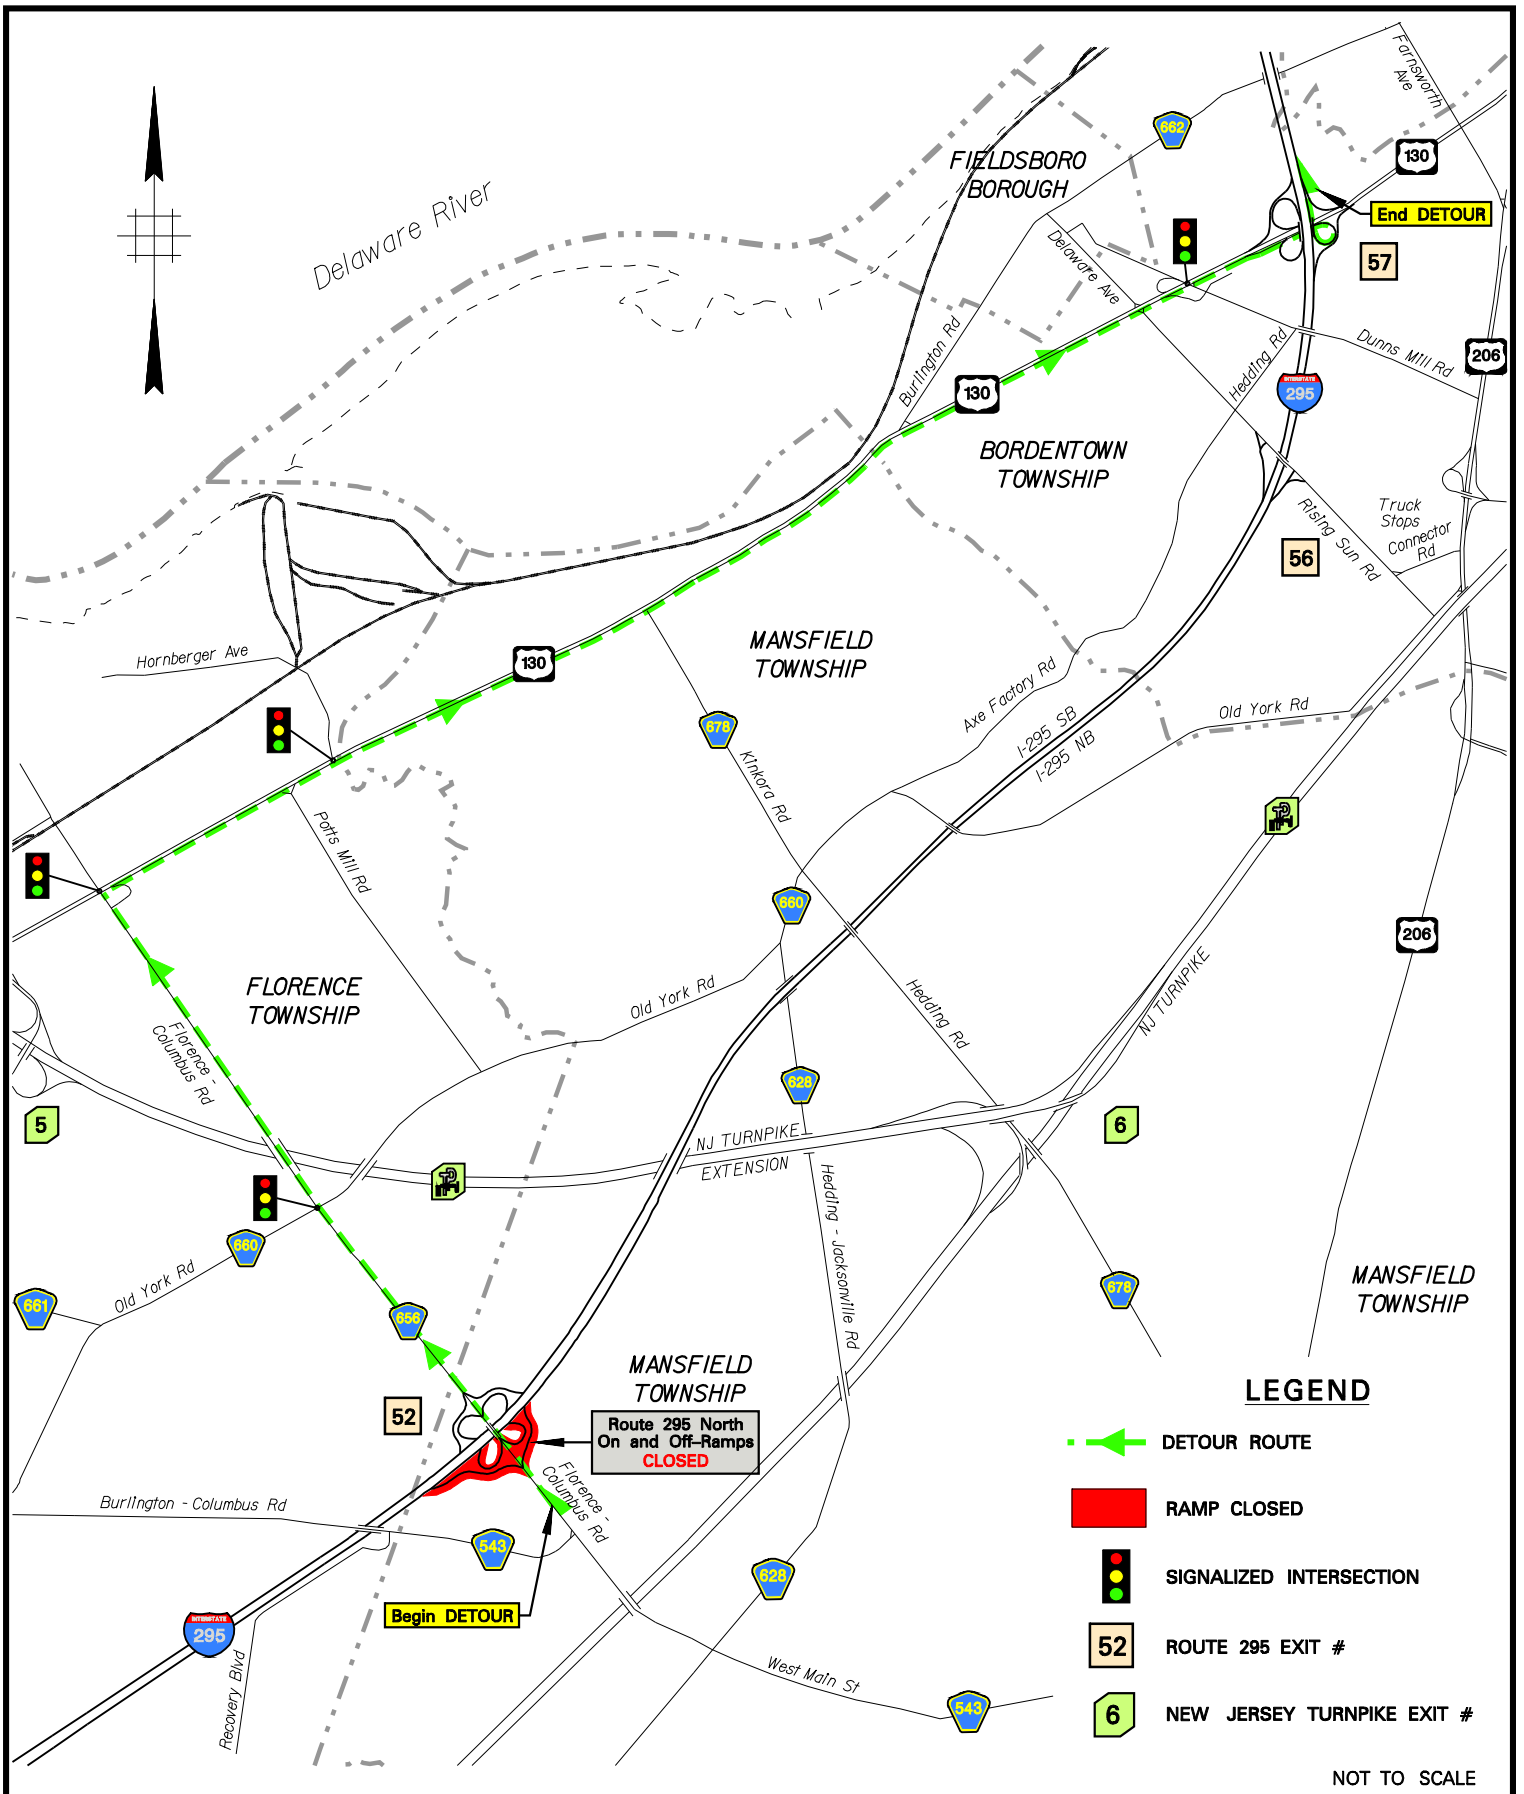 Farnsworth
Ave
662
FIELDSBORO
BOROUGH
130
Delaware River
End DETOUR
Delaware Ave
57
Burlington Rd
Hedding Rd
Dunns Mill Rd
206
130
INTERSTATE
295
BORDENTOWN
TOWNSHIP
Truck
Stops
Connector
Rd
Rising Sun Rd
56
Hornberger Ave
130
MANSFIELD
TOWNSHIP
Axe Factory Rd
Old York Rd
I-295 SB
I-295 NB
678
Kinkora Rd
Potts Mill Rd
TP
660
206
FLORENCE
TOWNSHIP
Old York Rd
Hedding Rd
NJ TURNPIKE
Florence -
Columbus Rd
628
5
6
NJ TURNPIKE
EXTENSION
TP
Hedding - Jacksonville Rd
660
Old York Rd
661
656
678
MANSFIELD
TOWNSHIP
MANSFIELD
TOWNSHIP
52
Route 295 North
On and Off-Ramps
CLOSED
Florence -
Columbus Rd
Burlington - Columbus Rd
543
628
Begin DETOUR
INTERSTATE
295
Recovery Blvd
West Main St
543
LEGEND
DETOUR ROUTE
RAMP CLOSED
SIGNALIZED INTERSECTION
52
ROUTE 295 EXIT #
6
NEW JERSEY TURNPIKE EXIT #
NOT TO SCALE